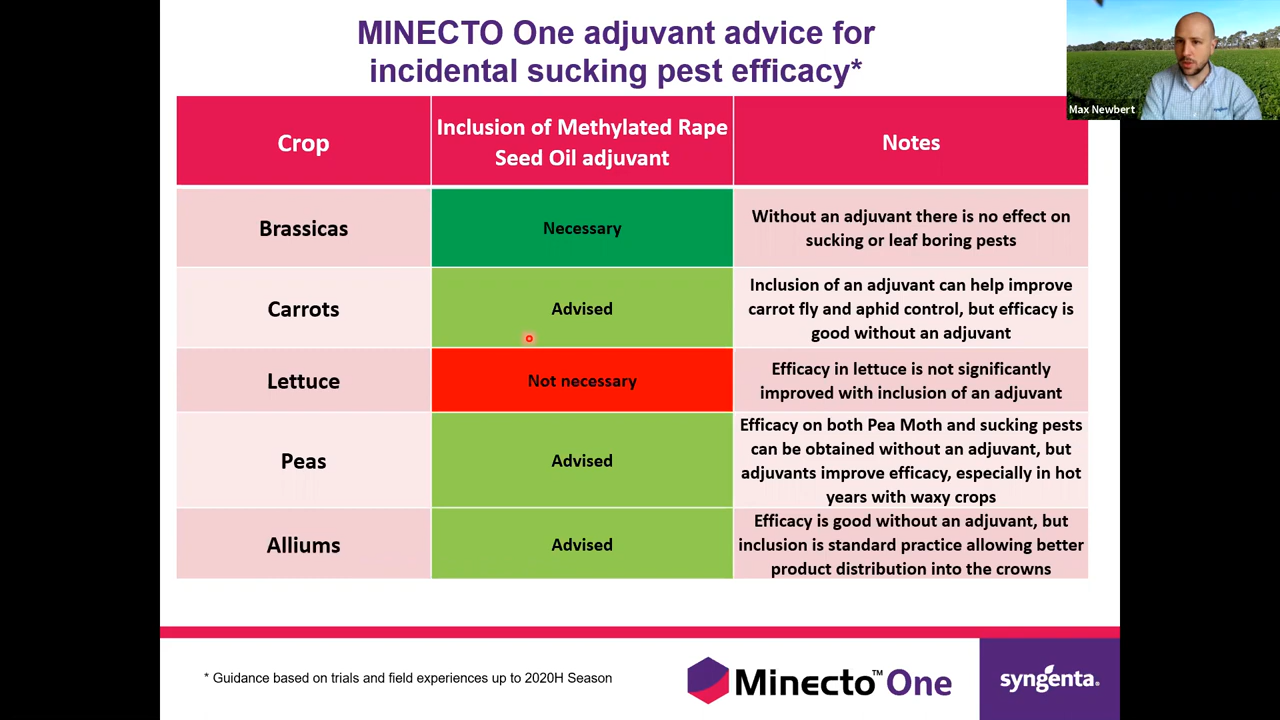 MINECTO One adjuvant advice for
incidental sucking pest efficacy*
Max Newbert
Crop
Inclusion of Methylated Rape
Seed Oil adjuvant
Notes
Brassicas
Necessary
Without an adjuvant there is no effect on
sucking or leaf boring pests
Carrots
Advised
Inclusion of an adjuvant can help improve
carrot fly and aphid control, but efficacy is
good without an adjuvant
Lettuce
Not necessary
Efficacy in lettuce is not significantly
improved with inclusion of an adjuvant
Peas
Advised
Efficacy on both Pea Moth and sucking pests
can be obtained without an adjuvant, but
adjuvants improve efficacy, especially in hot
years with waxy crops
Alliums
Advised
Efficacy is good without an adjuvant, but
inclusion is standard practice allowing better
product distribution into the crowns
* Guidance based on trials and field experiences up to 2020H Season
Minecto™ One
syngenta.